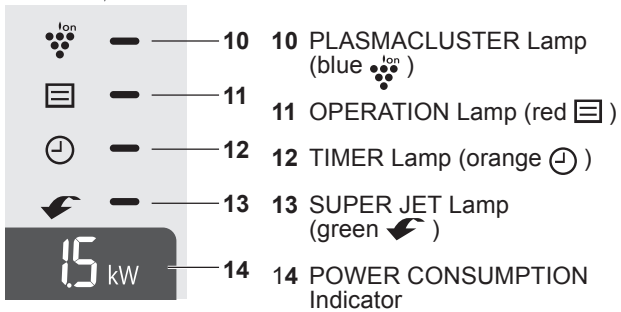 ion
10
10 PLASMACLUSTER Lamp
(blue ion )
11
11 OPERATION Lamp (red )
12
12 TIMER Lamp (orange )
13
13 SUPER JET Lamp
(green )
1.5 kW
14
14 POWER CONSUMPTION
Indicator